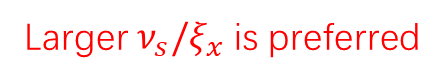 Larger 𝜈ₛ/𝜉ₓ is preferred